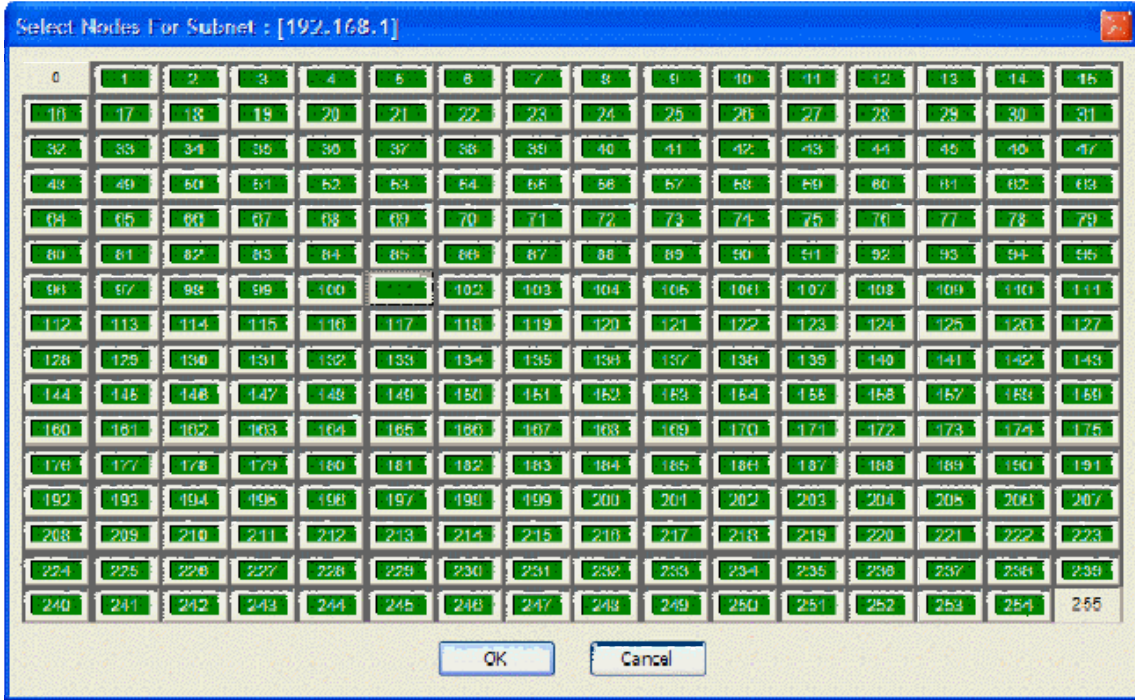 Select Nodes For Subnet : [192.168.1]
0 1 2 3 4 5 6 7 8 9 10 11 12 13 14 15
16 17 18 19 20 21 22 23 24 25 26 27 28 29 30 31
32 33 34 35 36 37 38 39 40 41 42 43 44 45 46 47
48 49 50 51 52 53 54 55 56 57 58 59 60 61 62 63
64 65 66 67 68 69 70 71 72 73 74 75 76 77 78 79
80 81 82 83 84 85 86 87 88 89 90 91 92 93 94 95
96 97 98 99 100 102 103 104 105 106 107 108 109 110 111
112 113 114 115 116 117 118 119 120 121 122 123 124 125 126 127
128 129 130 131 132 133 134 135 136 137 138 139 140 141 142 143
144 145 146 147 148 149 150 151 152 153 154 155 156 157 158 159
160 161 162 163 164 165 166 167 168 169 170 171 172 173 174 175
176 177 178 179 180 181 182 183 184 185 186 187 188 189 190 191
192 193 194 195 196 197 198 199 200 201 202 203 204 205 206 207
208 209 210 211 212 213 214 215 216 217 218 219 220 221 222 223
224 225 226 227 228 229 230 231 232 233 234 235 236 237 238 239
240 241 242 243 244 245 246 247 248 249 250 251 252 253 254 255
OK Cancel